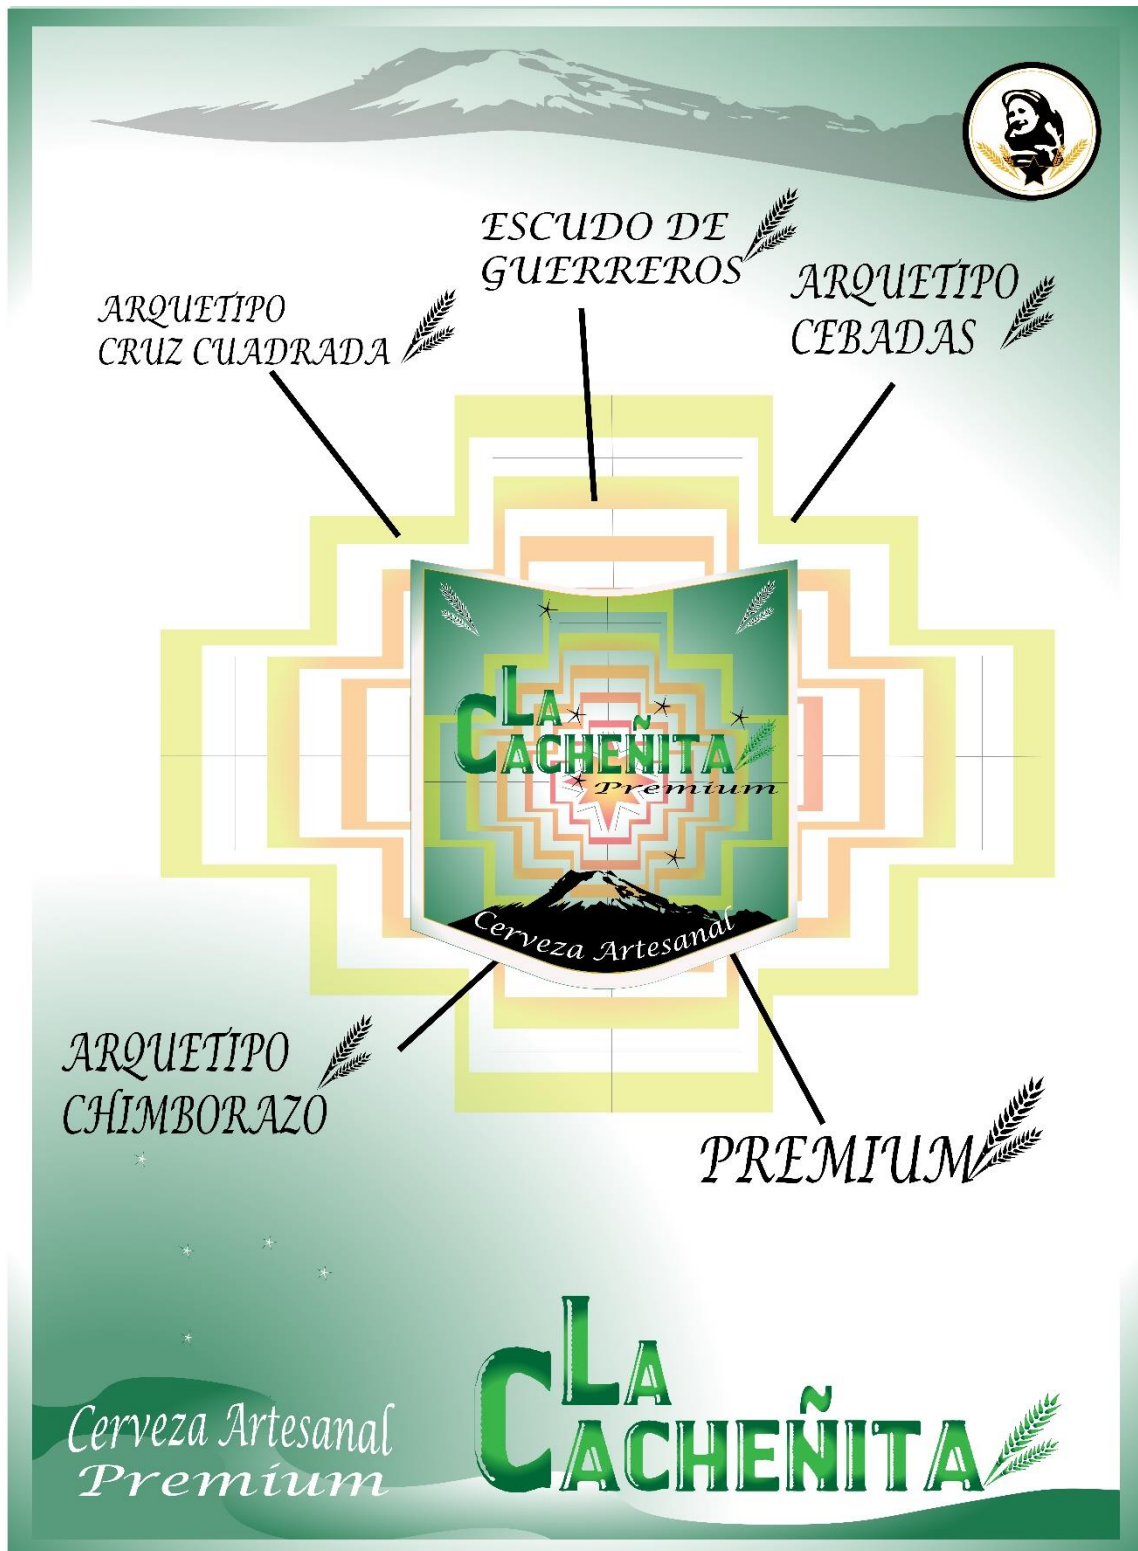 ESCUDO DE
GUERREROS
ARQUETIPO
CEBADAS
ARQUETIPO
CRUZ CUADRADA
LA
CACHEÑITA
Premium
Cerveza Artesanal
ARQUETIPO
CHIMBORAZO
PREMIUM
LA
CACHEÑITA
Cerveza Artesanal
Premium